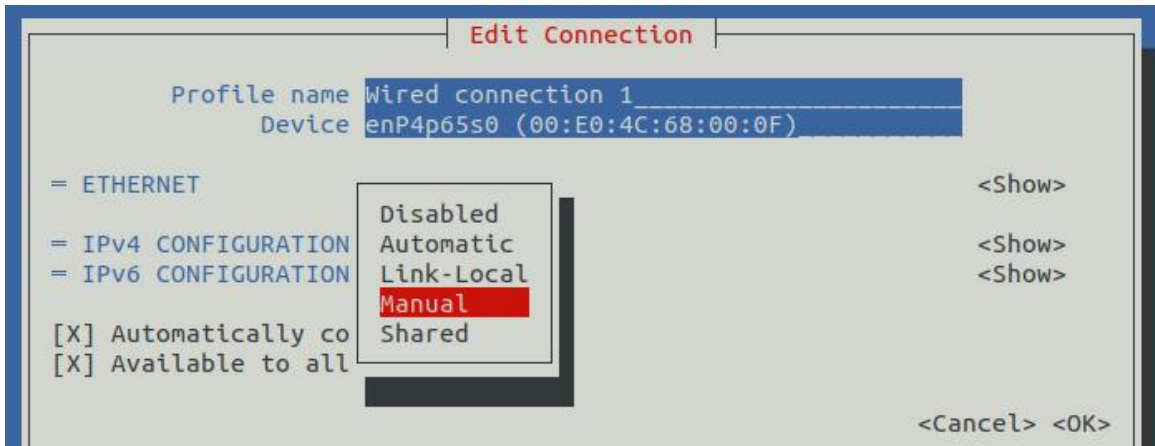 Edit Connection
Profile name Wired connection 1
Device enP4p65s0 (00:E0:4C:68:00:0F)
= ETHERNET <Show>
Disabled
= IPv4 CONFIGURATION Automatic <Show>
= IPv6 CONFIGURATION Link-Local <Show>
Manual
[X] Automatically co Shared
[X] Available to all
<Cancel> <OK>